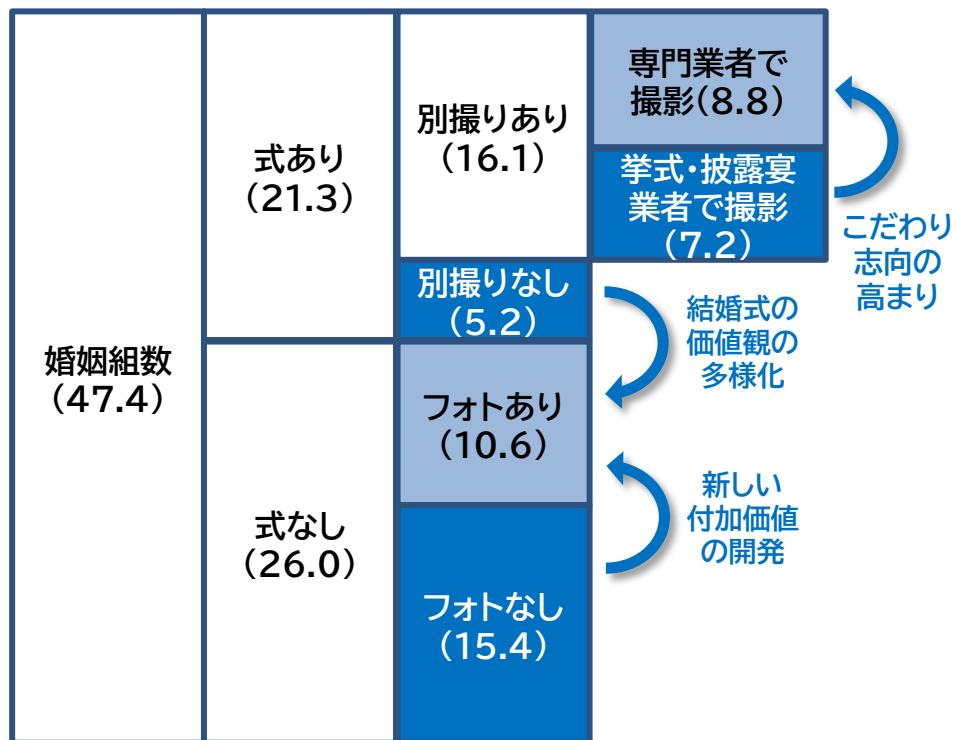 婚姻組数
(47.4)
式あり
(21.3)
式なし
(26.0)
別撮りあり
(16.1)
別撮りなし
(5.2)
フォトあり
(10.6)
フォトなし
(15.4)
専門業者で
撮影(8.8)
挙式・披露宴
業者で撮影
(7.2)
こだわり
志向の
高まり
結婚式の
価値観の
多様化
新しい
付加価値
の開発